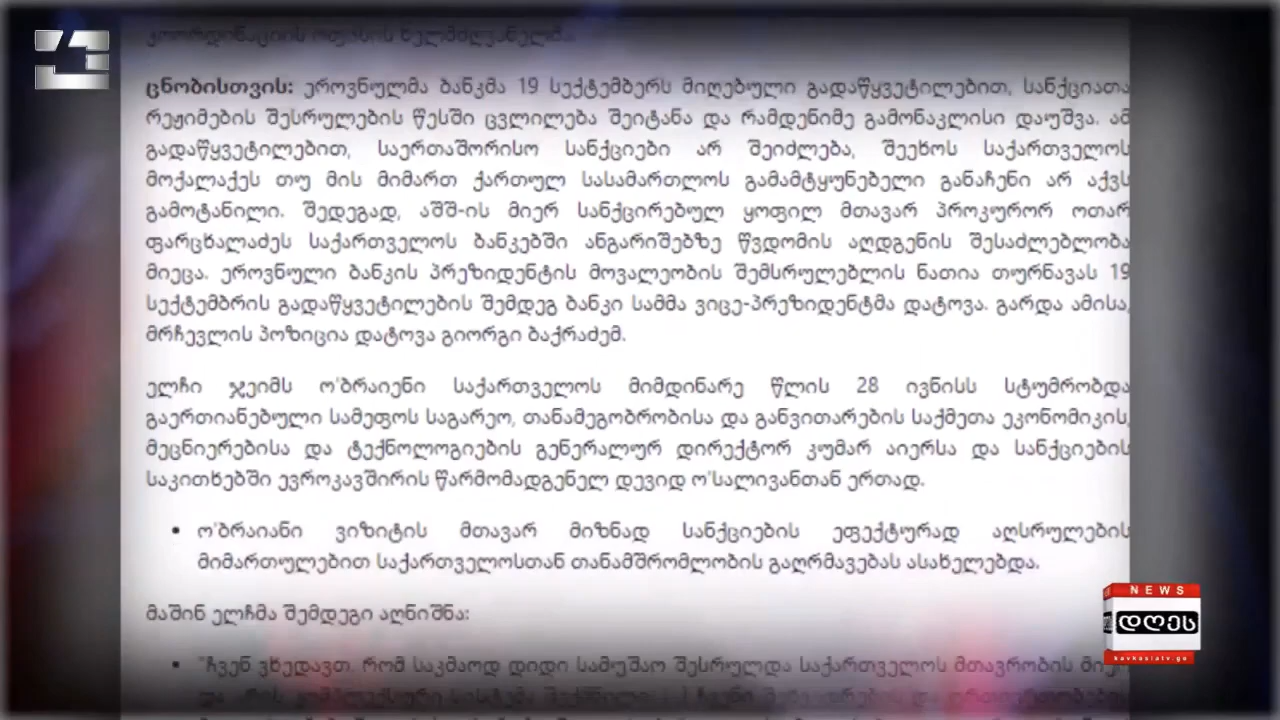 კოორდინაციის ოფისის ხელმძღვანელმა.
ცნობისთვის: ეროვნულმა ბანკმა 19 სექტემბერს მიღებული გადაწყვეტილებით, სანქციათა
რეჟიმების შესრულების წესში ცვლილება შეიტანა და რამდენიმე გამონაკლისი დაუშვა. ამ
გადაწყვეტილებით, საერთაშორისო სანქციები არ შეიძლება, შეეხოს საქართველოს
მოქალაქეს თუ მის მიმართ ქართულ სასამართლოს გამამტყუნებელი განაჩენი არ აქვს
გამოტანილი. შედეგად, აშშ-ის მიერ სანქცირებულ ყოფილ მთავარ პროკურორ ოთარ
ფარცხალაძეს საქართველოს ბანკებში ანგარიშებზე წვდომის აღდგენის შესაძლებლობა
მიეცა. ეროვნული ბანკის პრეზიდენტის მოვალეობის შემსრულებლის ნათია თურნავას 19
სექტემბრის გადაწყვეტილების შემდეგ ბანკი სამმა ვიცე-პრეზიდენტმა დატოვა. გარდა ამისა,
მრჩევლის პოზიცია დატოვა გიორგი ბაქრაძემ.
ელჩი ჯეიმს ო'ბრაიენი საქართველოს მიმდინარე წლის 28 ივნისს სტუმრობდა
გაერთიანებული სამეფოს საგარეო, თანამეგობრობისა და განვითარების საქმეთა ეკონომიკის,
მეცნიერებისა და ტექნოლოგიების გენერალურ დირექტორ კუმარ აიერსა და სანქციების
საკითხებში ევროკავშირის წარმომადგენელ დევიდ ო'სალივანთან ერთად.
• ო'ბრაიანი ვიზიტის მთავარ მიზნად სანქციების ეფექტურად აღსრულების
მიმართულებით საქართველოსთან თანამშრომლობის გაღრმავებას ასახელებდა.
მაშინ ელჩმა შემდეგი აღნიშნა:
• "ჩვენ ვხედავთ, რომ საკმაოდ დიდი სამუშაო შესრულდა საქართველოს მთავრობის მიერ
NEWS
დღეს
kavkasiatv.ge